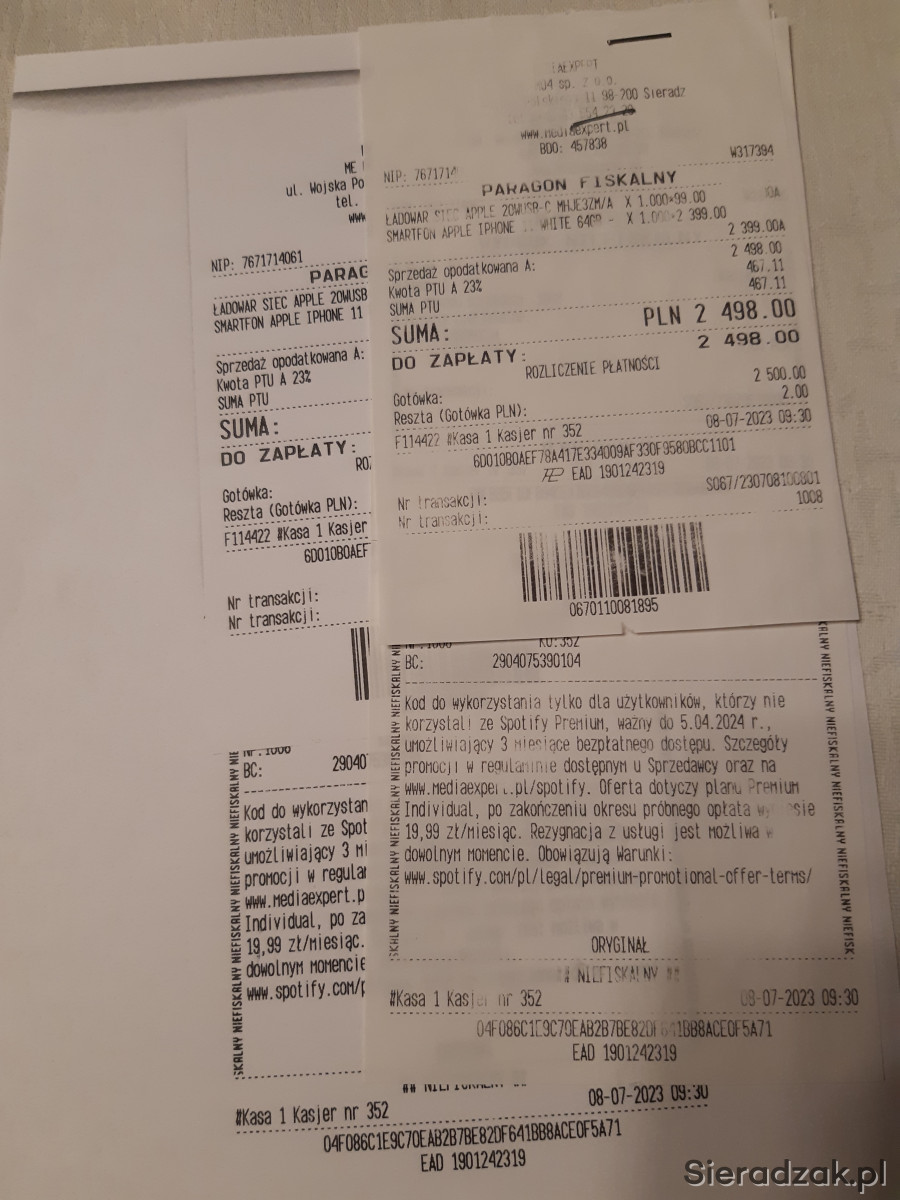 ME
ul. Wojska Po
tel.
www
NIP: 7671714061
PARAG
ŁADOWAR SIEC APPLE 20WUSB
SMARTFON APPLE IPHONE 11
Sprzedaż opodatkowana A:
Kwota PTU A 23%
SUMA PTU
SUMA:
DO ZAPŁATY:
Gotówka:
Reszta (Gotówka PLN):
F114422 #Kasa 1 Kasjer
6D010B0AEF
Nr transakcji:
Nr transakcji:
sp. z o.o.
98-200 Sieradz
www.mediaexpert.pl
BDO: 457838
W317394
NIP: 7671714
PARAGON FISKALNY
ŁADOWAR SIEC APPLE 20WUSB-C MHJE3ZM/A X 1.000×99.00
SMARTFON APPLE IPHONE WHITE 64GB - X 1.000×2 399.00
2 399.00A
Sprzedaż opodatkowana A: 2 498.00
Kwota PTU A 23% 467.11
SUMA PTU 467.11
SUMA: PLN 2 498.00
DO ZAPŁATY: 2 498.00
ROZLICZENIE PŁATNOŚCI
Gotówka: 2 500.00
Reszta (Gotówka PLN): 2.00
F114422 #Kasa 1 Kasjer nr 352 08-07-2023 09:30
6D010B0AEF78A417E334009AF330F9580BCC1101
EAD 1901242319
Nr transakcji: S067/230708100801
Nr transakcji: 1008
0670110081895
KU:352
BC: 2904075390104
Kod do wykorzystania tylko dla użytkowników, którzy nie
korzystali ze Spotify Premium, ważny do 5.04.2024 r.,
umożliwiający 3 miesiące bezpłatnego dostępu. Szczegóły
promocji w regulaminie dostępnym u Sprzedawcy oraz na
www.mediaexpert.pl/spotify. Oferta dotyczy planu Premium
Individual, po zakończeniu okresu próbnego opłata
19,99 zł/miesiąc. Rezygnacja z usługi jest możliwa w
dowolnym momencie. Obowiązują Warunki:
www.spotify.com/pl/legal/premium-promotional-offer-terms/
ORYGINAŁ
## NIEFISKALNY ##
#Kasa 1 Kasjer nr 352 08-07-2023 09:30
04F086C1E9C70EAB2B7BE82DF641BB8ACE0F5A71
EAD 1901242319
BC: 29040
Kod do wykorzystan
korzystali ze Spot
umożliwiający 3 mi
promocji w regula
www.mediaexpert.p
Individual, po za
19,99 zł/miesiąc.
dowolnym momencie
www.spotify.com/p
NIEFISKALNY NIEFISKALNY NIEFISKALNY NIEFISKALNY
## NIEFISKALNY ##
#Kasa 1 Kasjer nr 352 08-07-2023 09:30
04F086C1E9C70EAB2B7BE82DF641BB8ACE0F5A71
EAD 1901242319
Sieradzak.pl